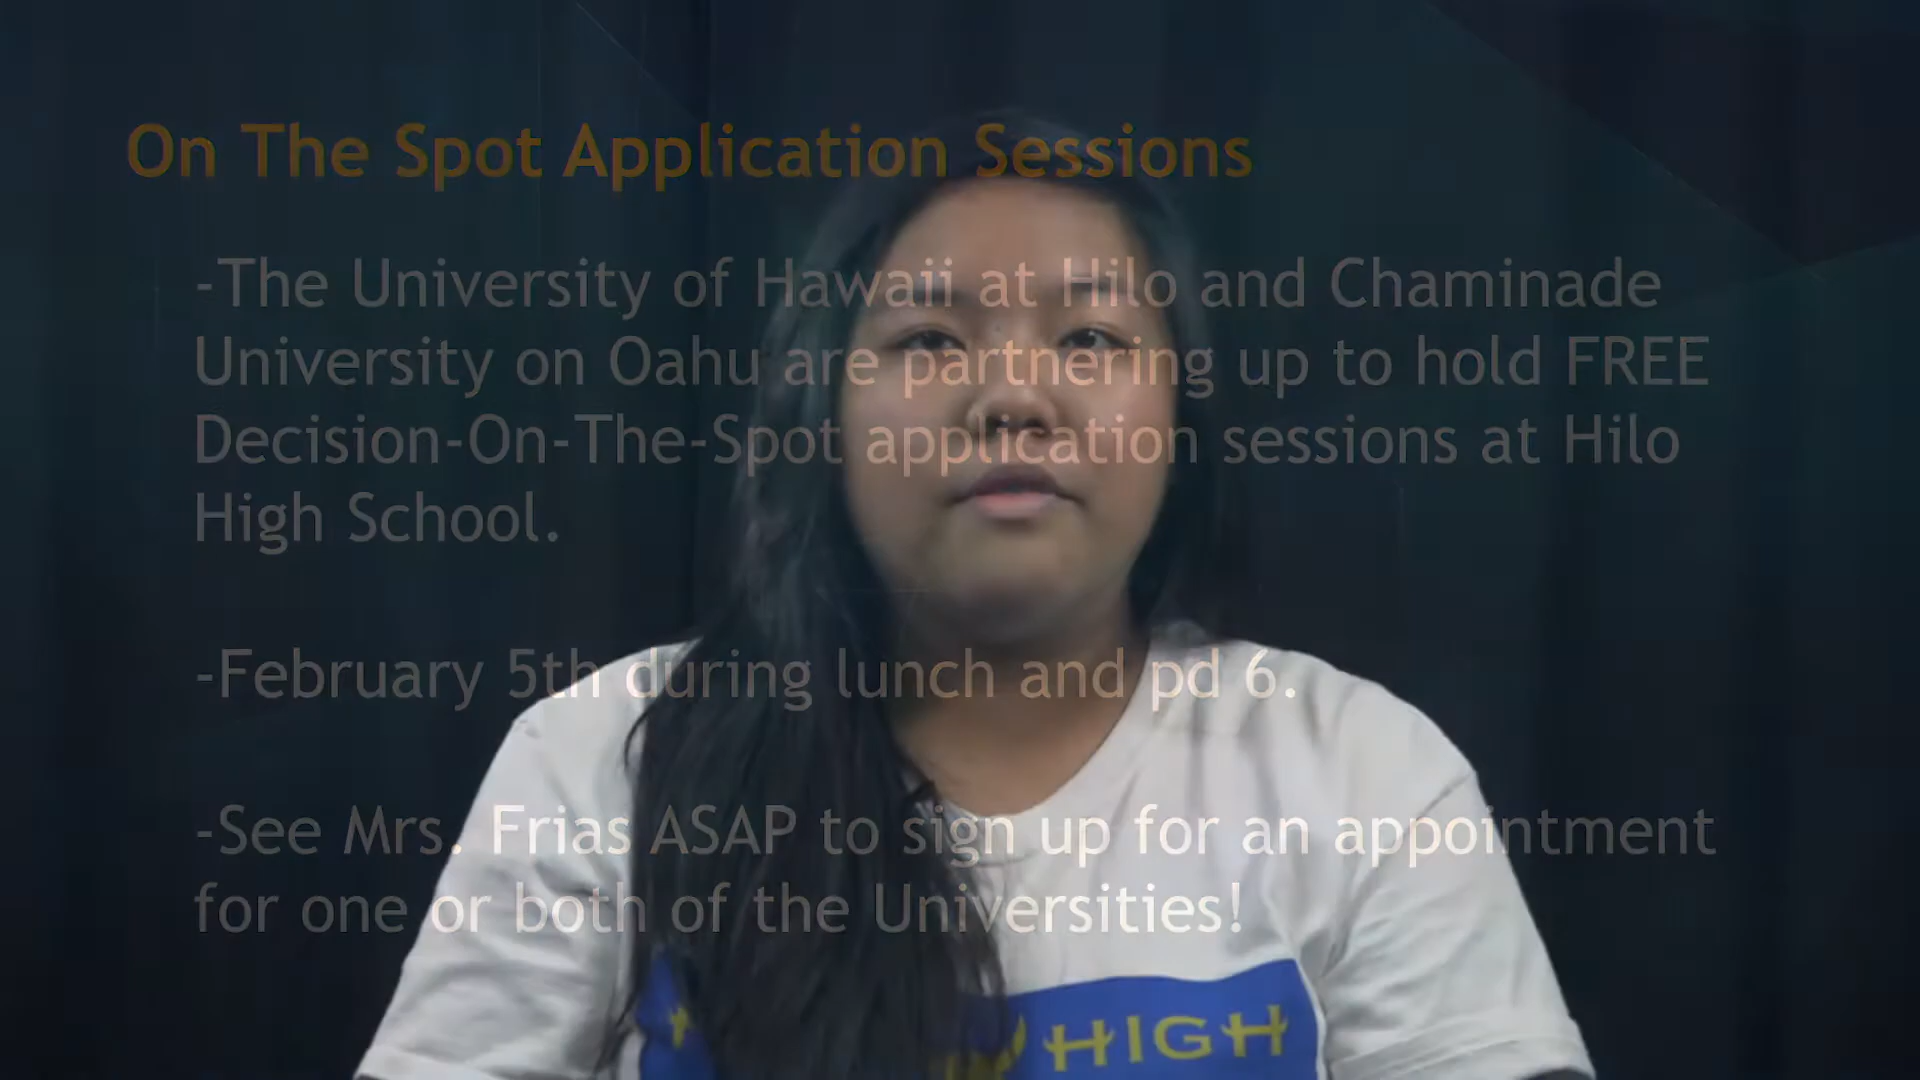 On The Spot Application Sessions
-The University of Hawaii at Hilo and Chaminade
University on Oahu are partnering up to hold FREE
Decision-On-The-Spot application sessions at Hilo
High School.
-February 5th during lunch and pd 6.
-See Mrs. Frias ASAP to sign up for an appointment
for one or both of the Universities!
HIGH